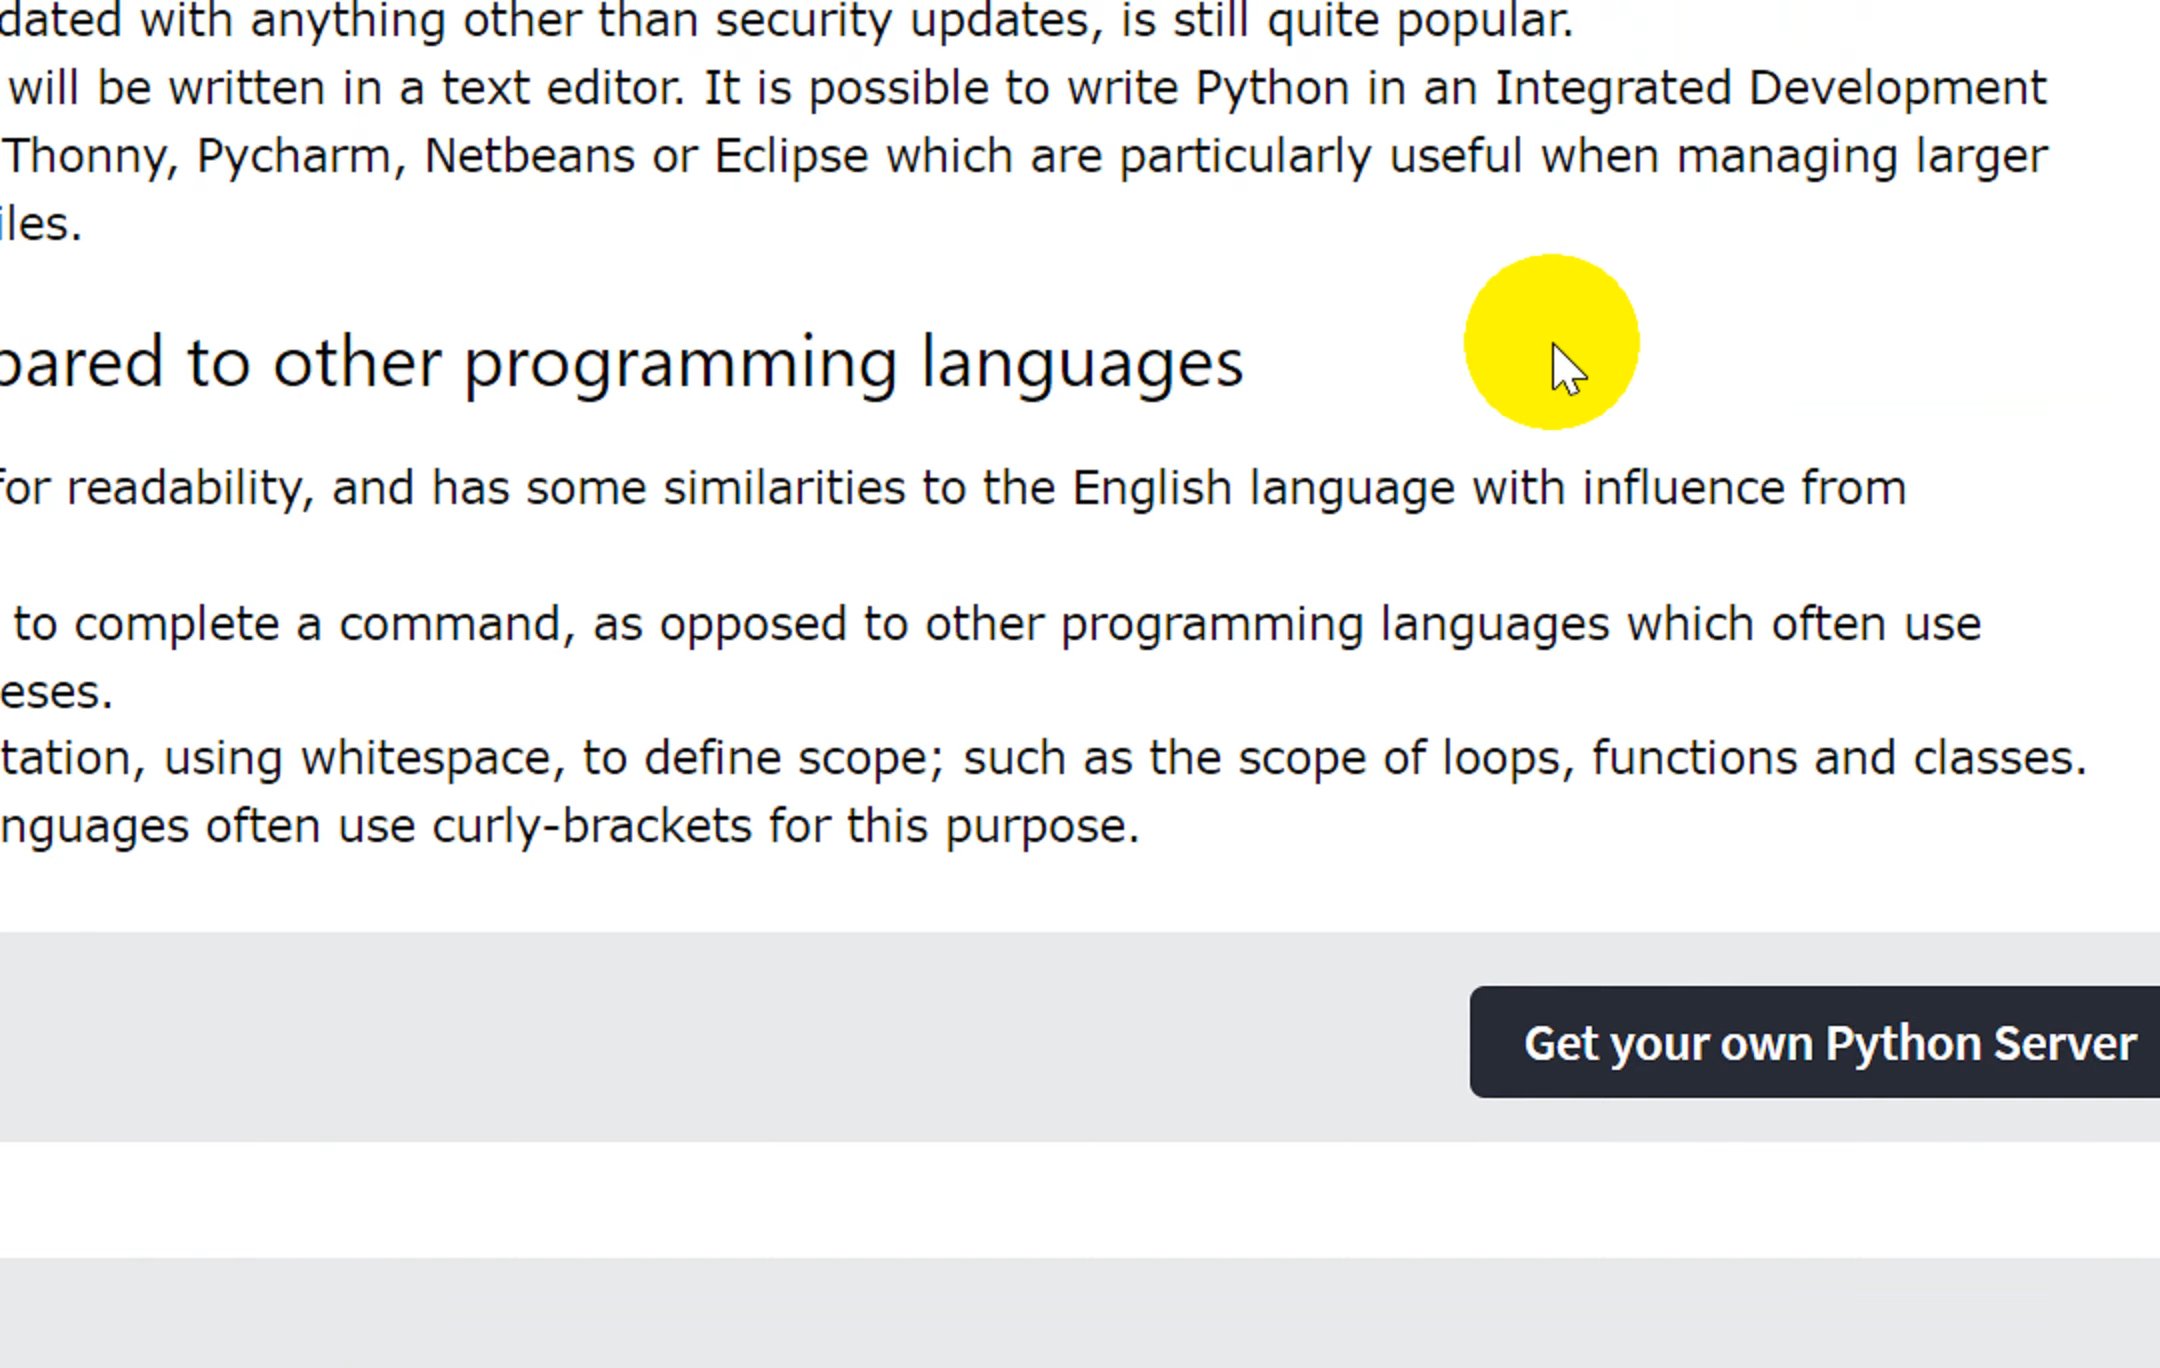 dated with anything other than security updates, is still quite popular.
will be written in a text editor. It is possible to write Python in an Integrated Development
Thonny, Pycharm, Netbeans or Eclipse which are particularly useful when managing larger
iles.
pared to other programming languages
for readability, and has some similarities to the English language with influence from
to complete a command, as opposed to other programming languages which often use
eses.
tation, using whitespace, to define scope; such as the scope of loops, functions and classes.
nguages often use curly-brackets for this purpose.
Get your own Python Server